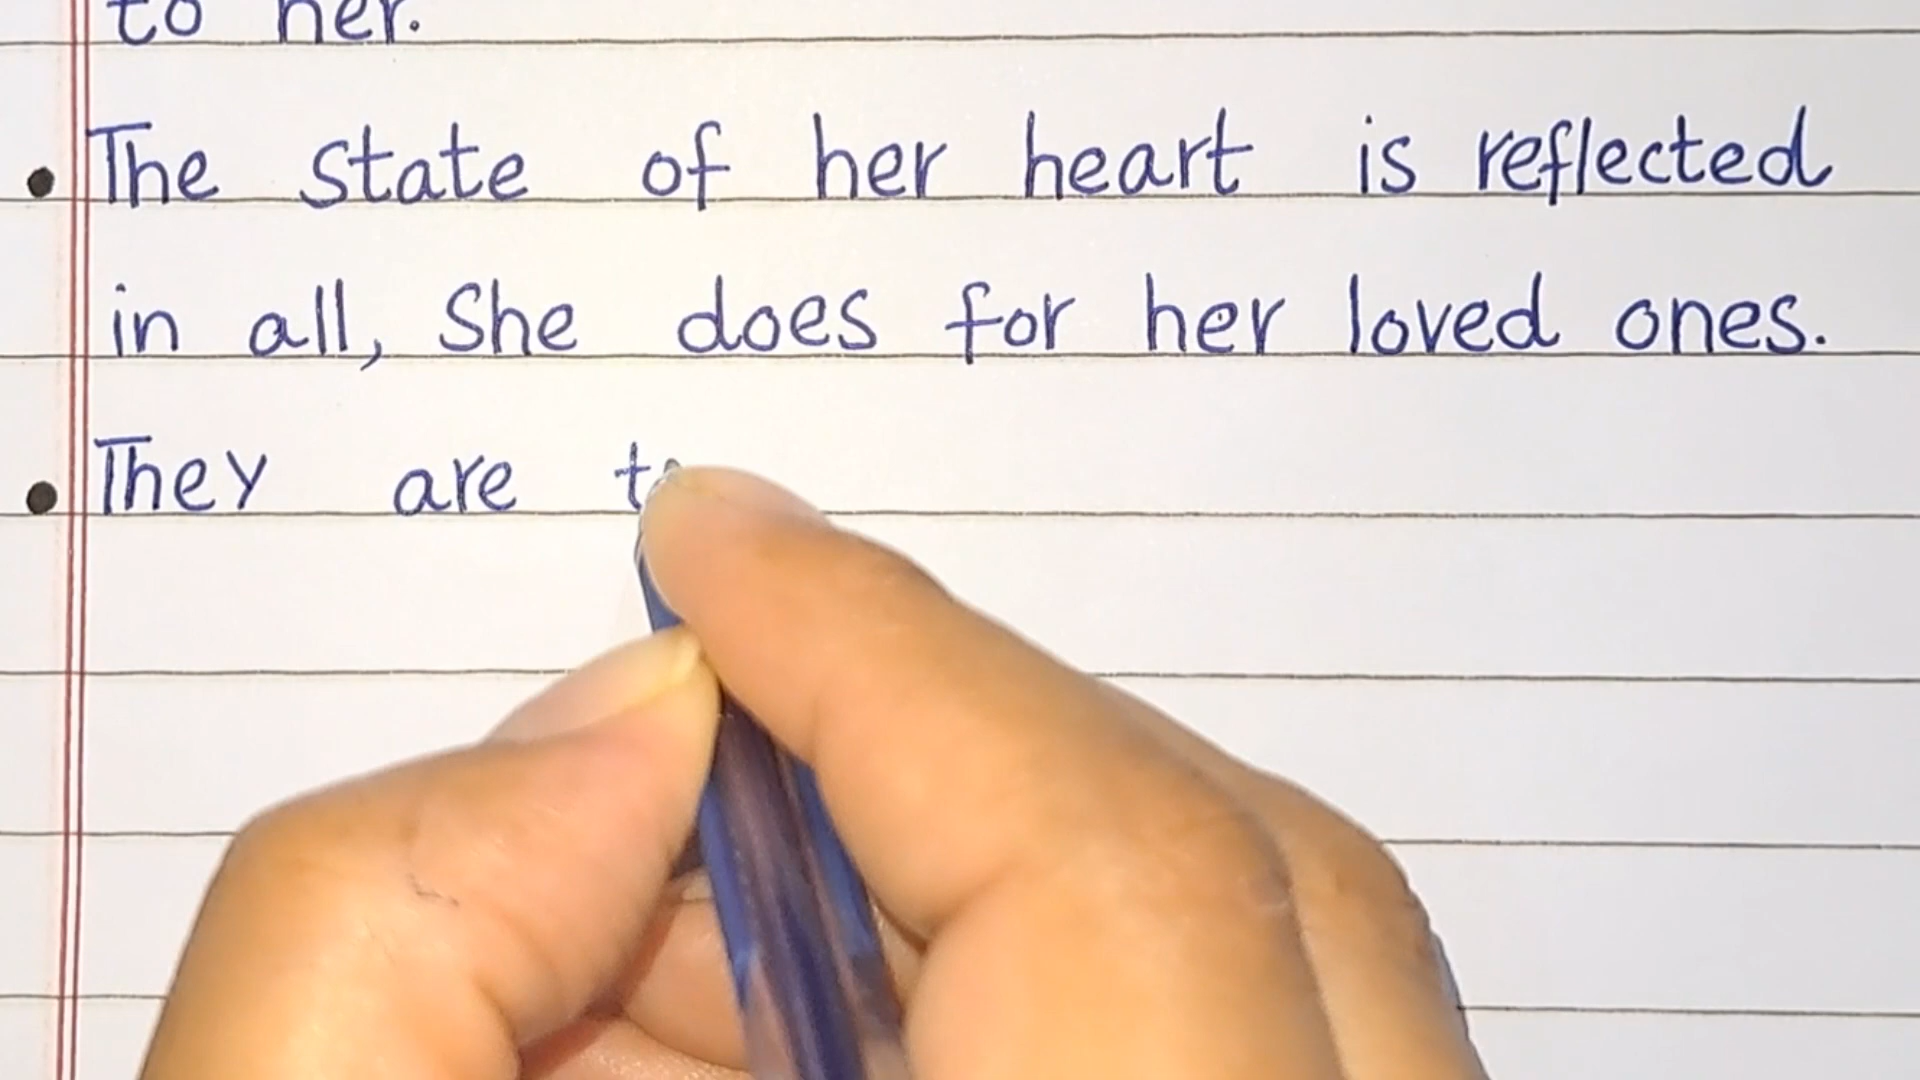 to her.
• The state of her heart is reflected
in all, She does for her loved ones.
• They are